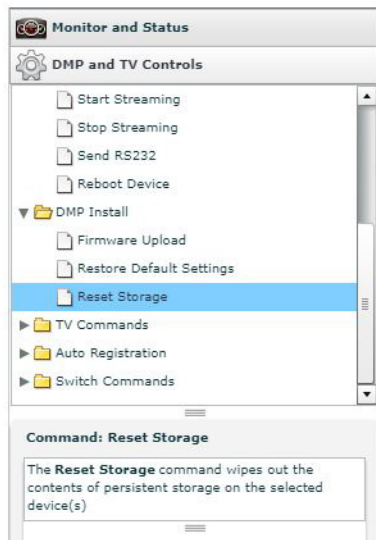 Monitor and Status
DMP and TV Controls
Start Streaming
Stop Streaming
Send RS232
Reboot Device
DMP Install
Firmware Upload
Restore Default Settings
Reset Storage
TV Commands
Auto Registration
Switch Commands
Command: Reset Storage
The Reset Storage command wipes out the
contents of persistent storage on the selected
device(s)